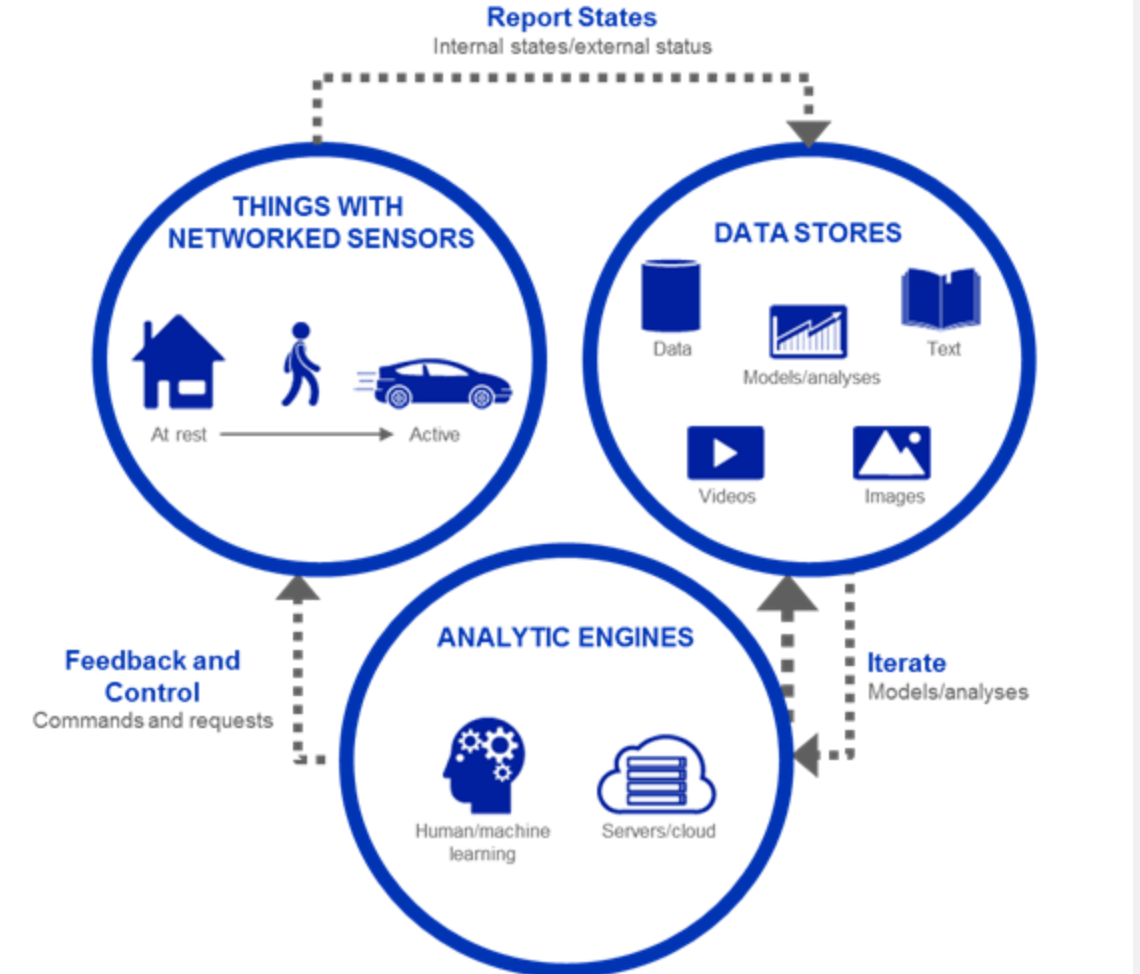 Report States
Internal states/external status
THINGS WITH
NETWORKED SENSORS
At rest
Active
DATA STORES
Data
Models/analyses
Text
Videos
Images
Feedback and
Control
Commands and requests
ANALYTIC ENGINES
Human/machine
learning
Servers/cloud
Iterate
Models/analyses